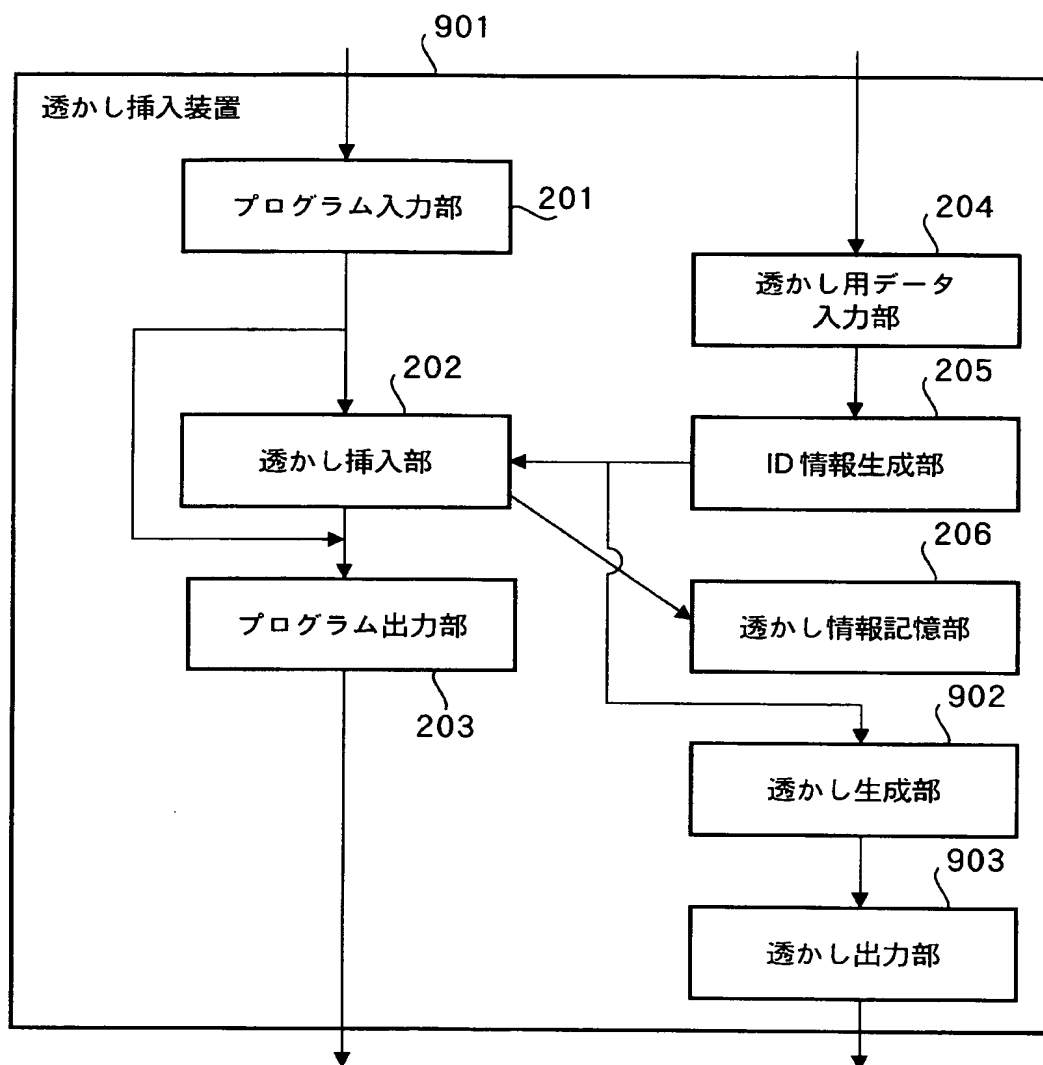 901
透かし挿入装置
プログラム入力部
201
204
透かし用データ
入力部
202
205
透かし挿入部
ID 情報生成部
206
プログラム出力部
透かし情報記憶部
203
902
透かし生成部
903
透かし出力部